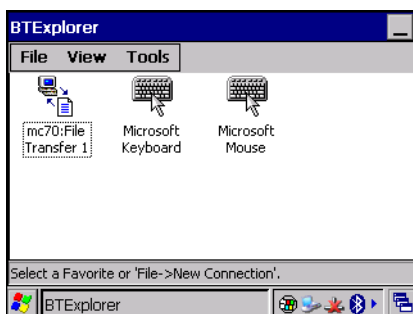 BTExplorer
File View Tools
mc70:File
Transfer 1
Microsoft
Keyboard
Microsoft
Mouse
Select a Favorite or 'File->New Connection'.
BTExplorer